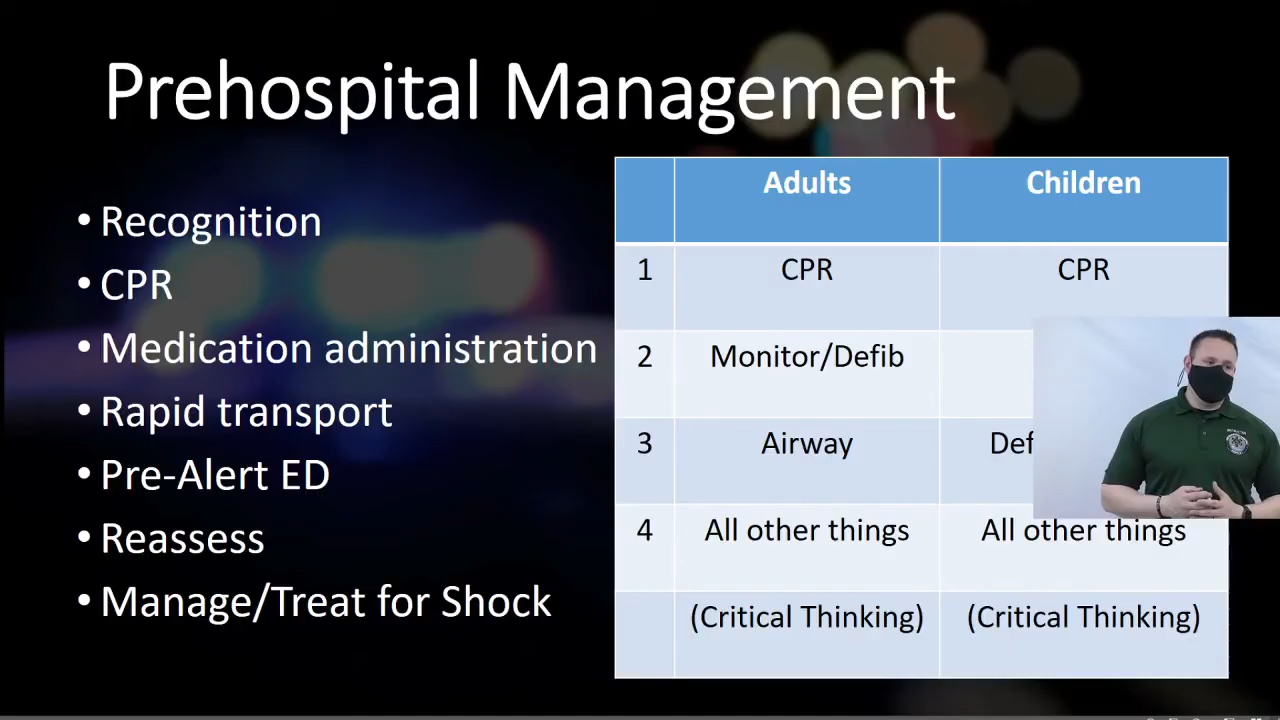 Prehospital Management
• Recognition
• CPR
• Medication administration
• Rapid transport
• Pre-Alert ED
• Reassess
• Manage/Treat for Shock
Adults Children
1 CPR CPR
2 Monitor/Defib
3 Airway
4 All other things All other things
(Critical Thinking) (Critical Thinking)